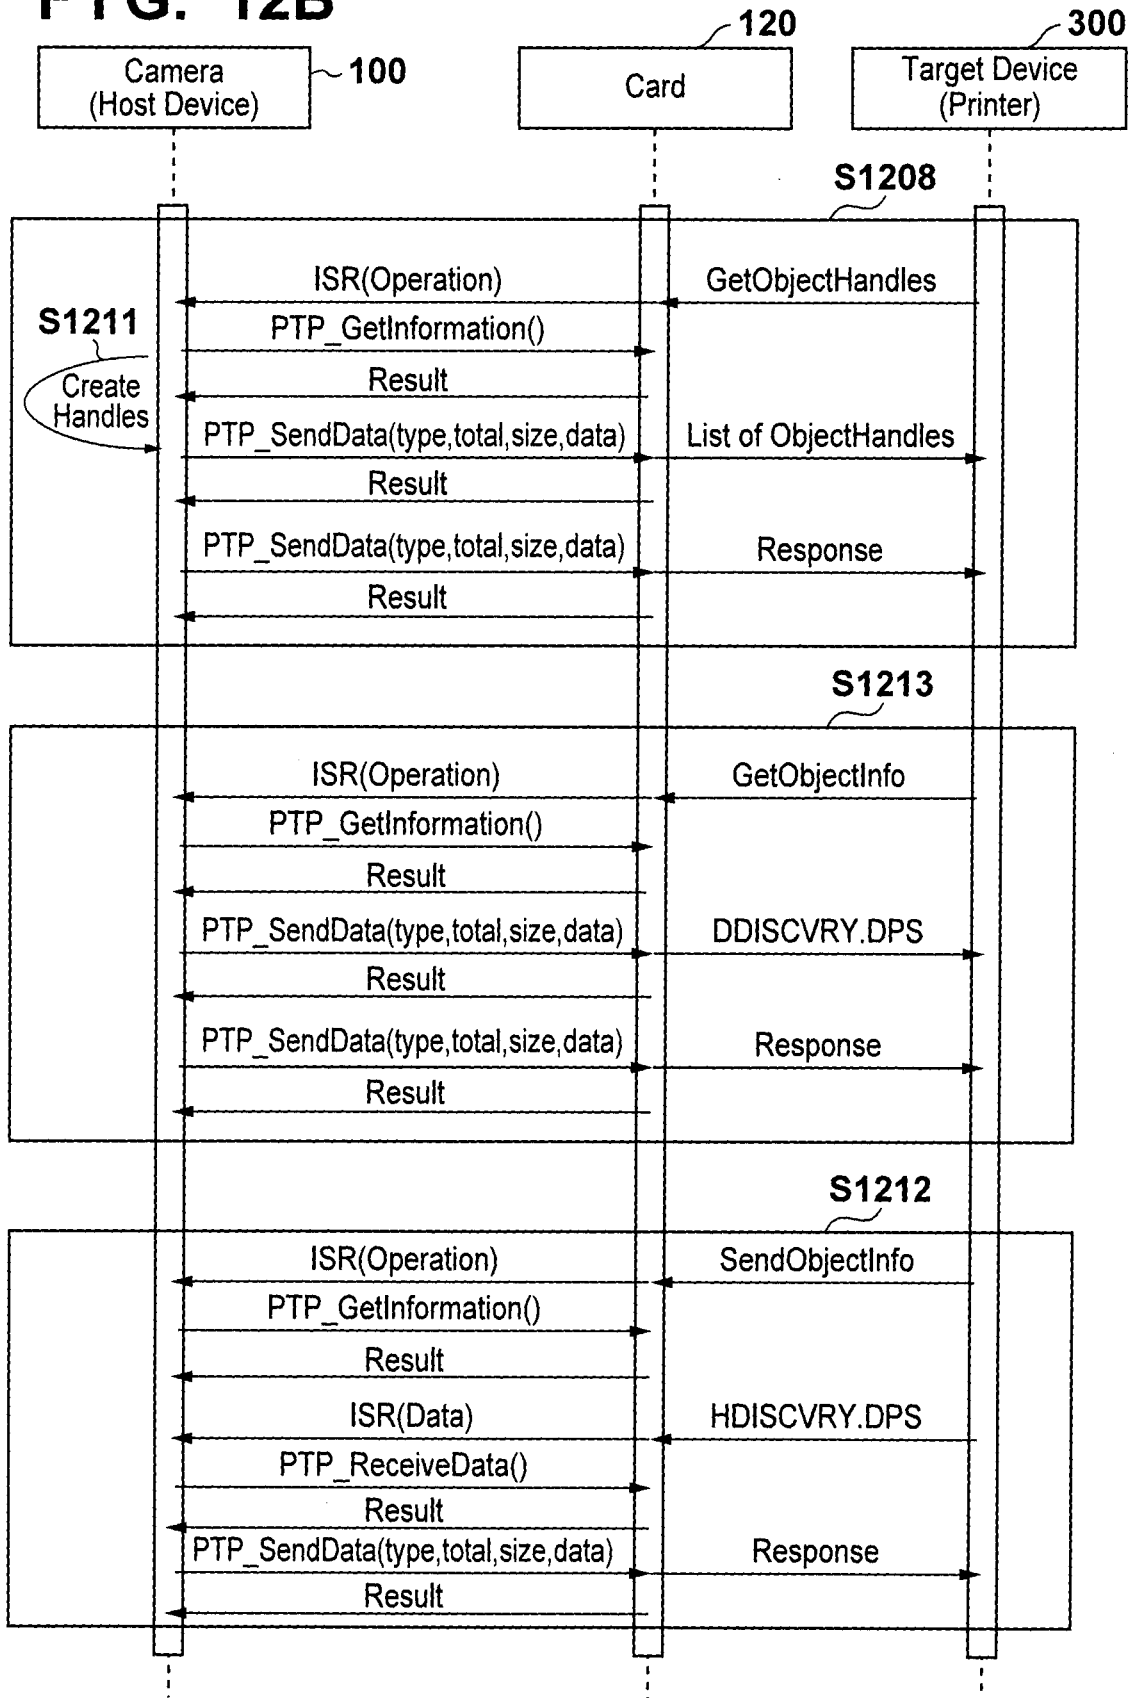 FIG. 12B
120
300
Camera
(Host Device)
100
Card
Target Device
(Printer)
S1208
ISR(Operation)
GetObjectHandles
S1211
PTP_GetInformation()
Create
Handles
Result
PTP_SendData(type,total,size,data)
List of ObjectHandles
Result
PTP_SendData(type,total,size,data)
Response
Result
S1213
ISR(Operation)
GetObjectInfo
PTP_GetInformation()
Result
PTP_SendData(type,total,size,data)
DDISCVRY.DPS
Result
PTP_SendData(type,total,size,data)
Response
Result
S1212
ISR(Operation)
SendObjectInfo
PTP_GetInformation()
Result
ISR(Data)
HDISCVRY.DPS
PTP_ReceiveData()
Result
PTP_SendData(type,total,size,data)
Response
Result